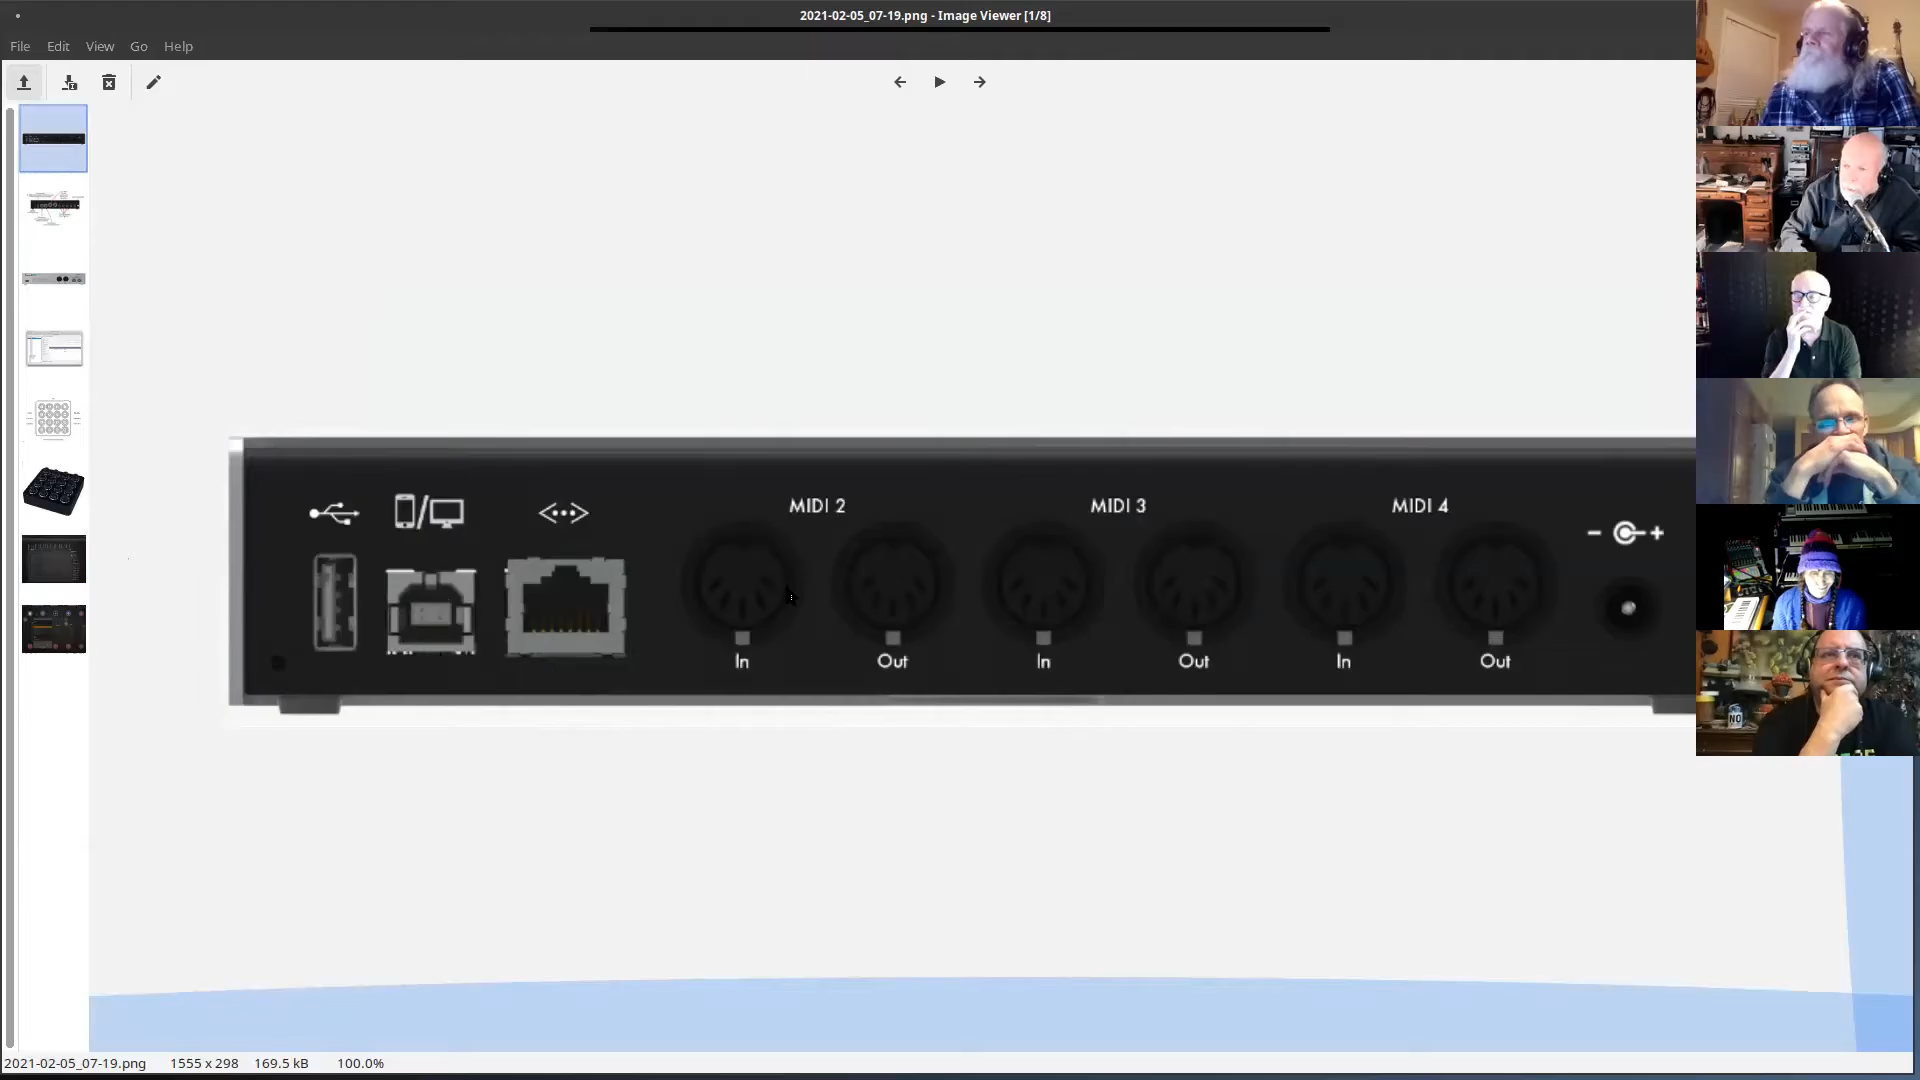 2021-02-05_07-19.png - Image Viewer [1/8]
File Edit View Go Help
MIDI 2 MIDI 3 MIDI 4
In Out In Out In Out
NO
2021-02-05_07-19.png 1555 x 298 169.5 kB 100.0%